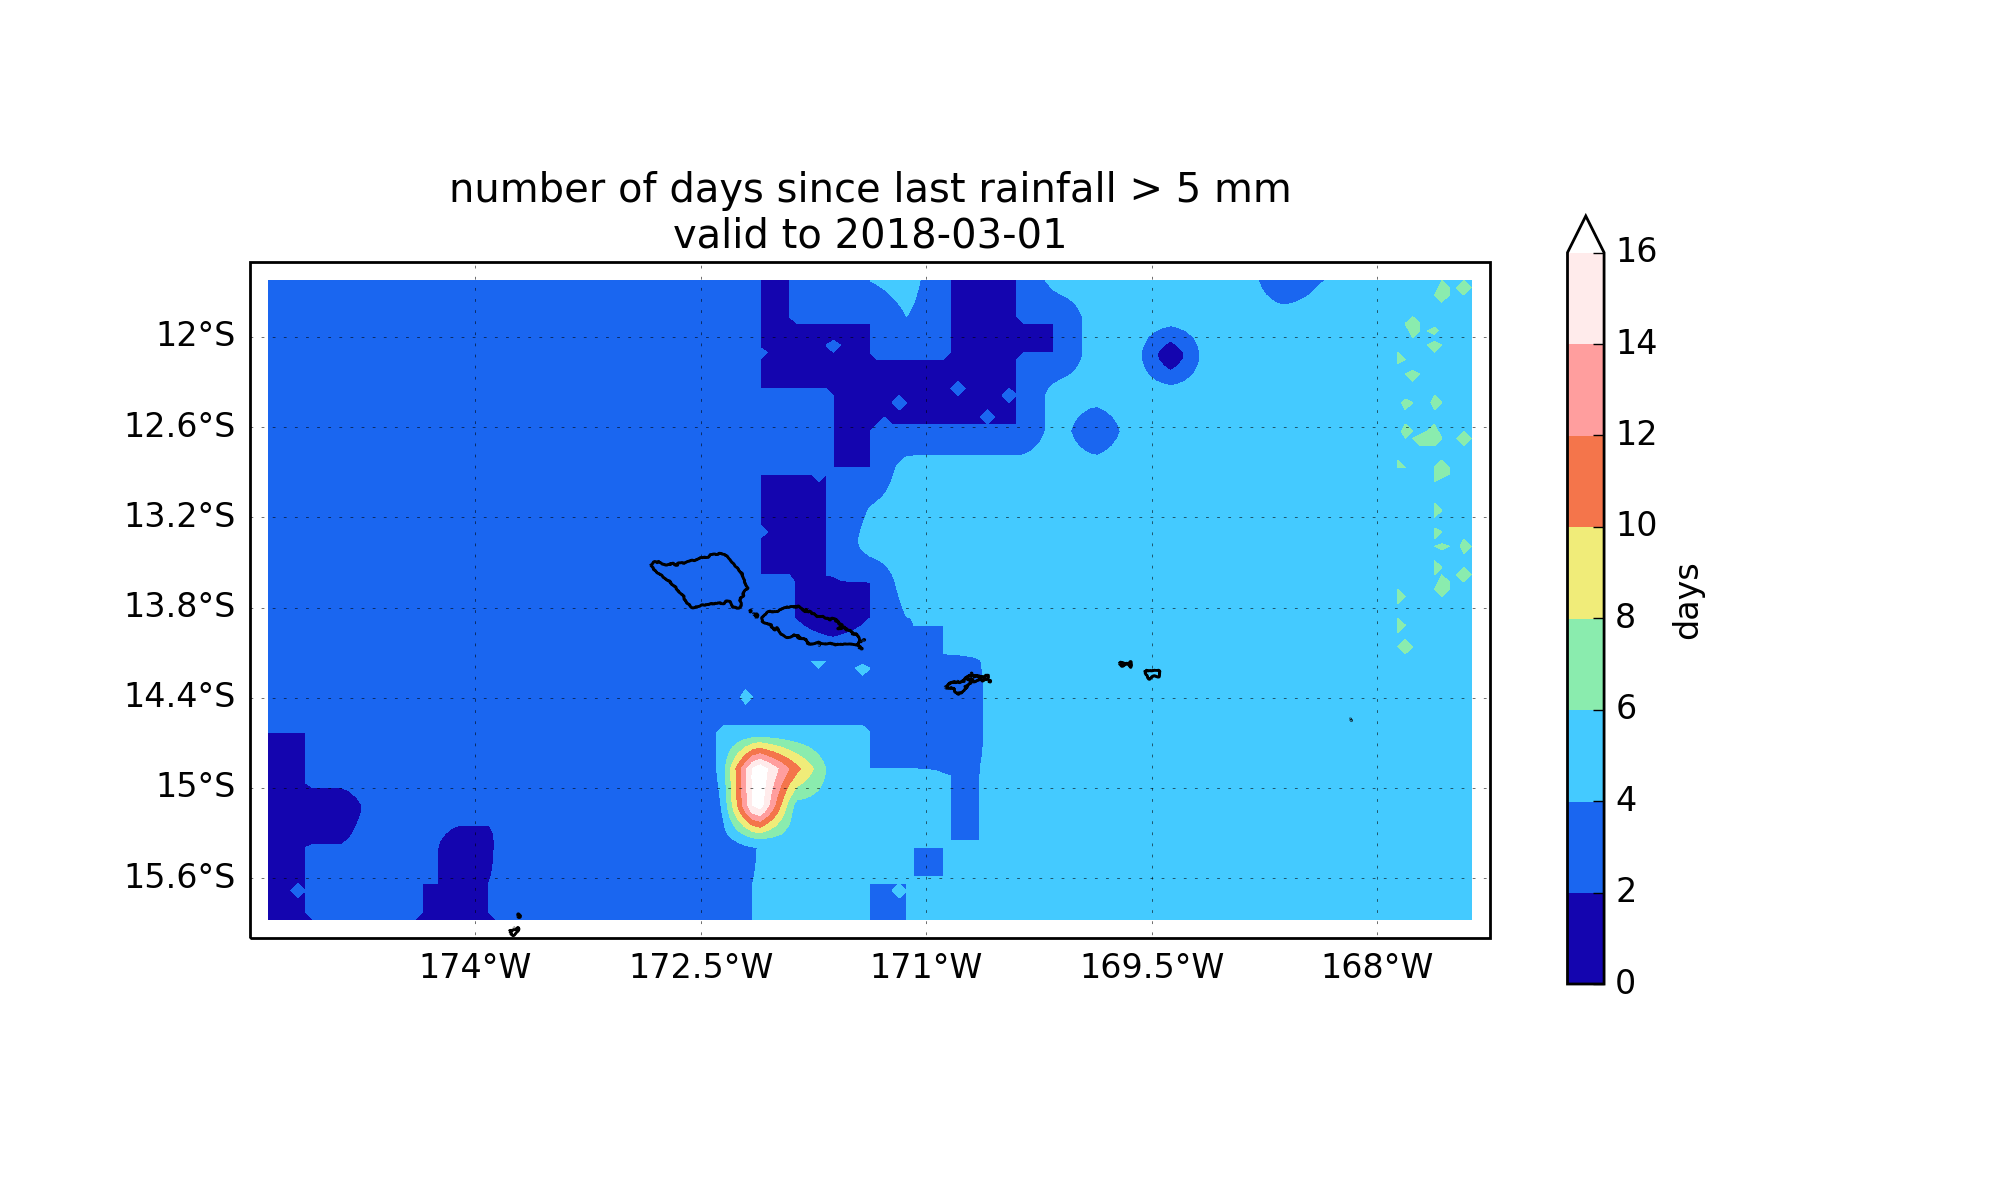 number of days since last rainfall > 5 mm
valid to 2018-03-01
12°S
12.6°S
13.2°S
13.8°S
14.4°S
15°S
15.6°S
174°W
172.5°W
171°W
169.5°W
168°W
16
14
12
10
8
6
4
2
0
days